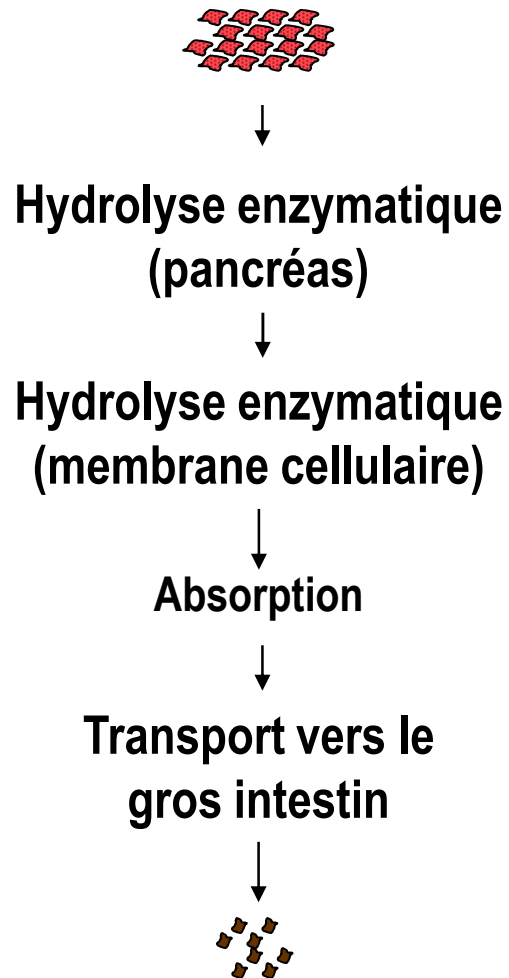 Hydrolyse enzymatique
(pancréas)
Hydrolyse enzymatique
(membrane cellulaire)
Absorption
Transport vers le
gros intestin